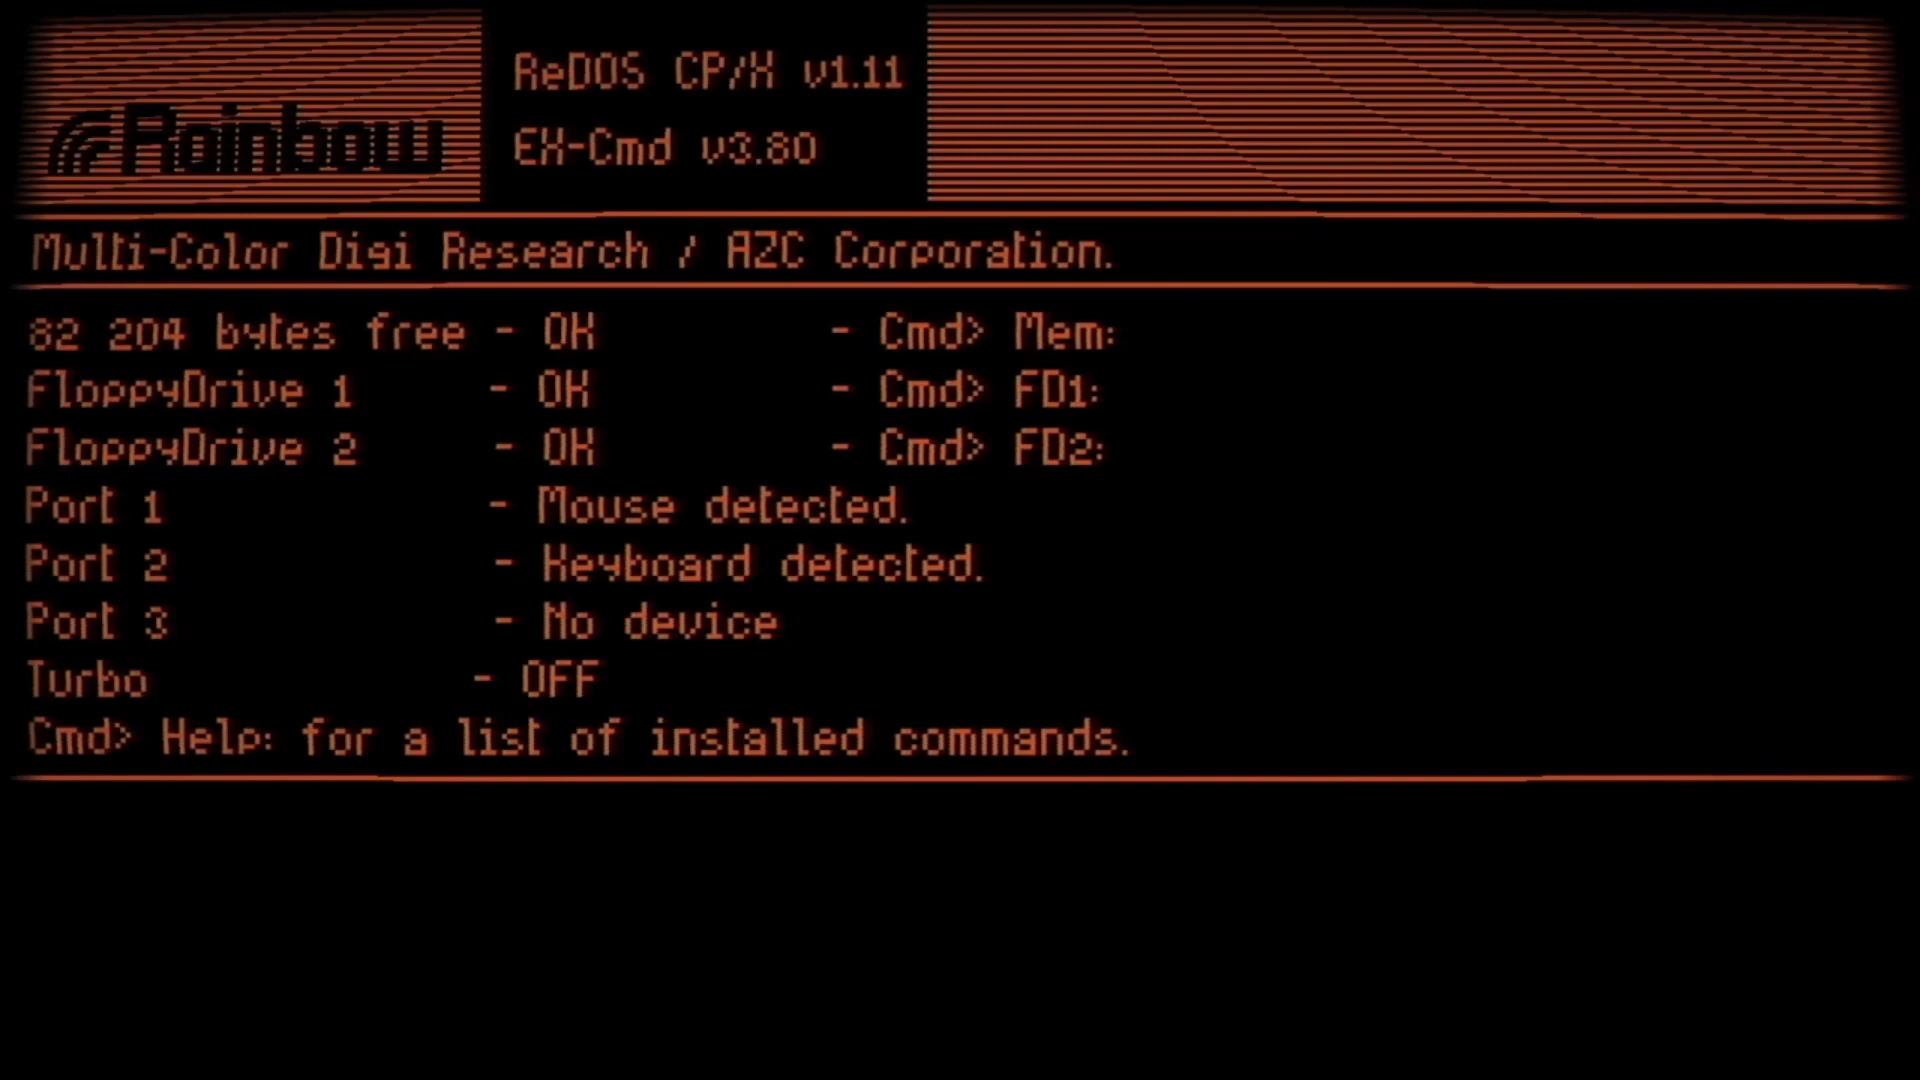 Rainbow
ReDOS CP/X v1.11
EX-Cmd v3.80
Multi-Color Digi Research / A2C Corporation.
82 204 bytes free - OK - Cmd> Mem:
FloppyDrive 1 - OK - Cmd> FD1:
FloppyDrive 2 - OK - Cmd> FD2:
Port 1 - Mouse detected.
Port 2 - Keyboard detected.
Port 3 - No device
Turbo - OFF
Cmd> Help: for a list of installed commands.